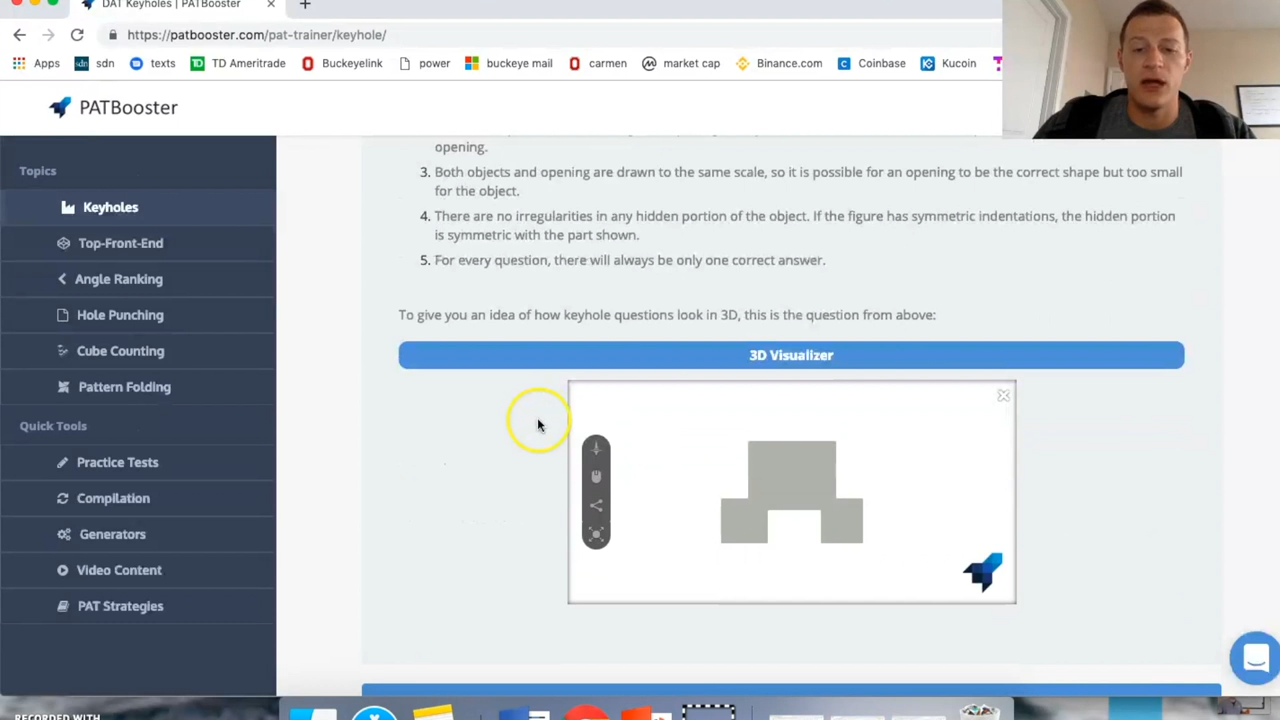 DAT Keyholes | PATBooster
https://patbooster.com/pat-trainer/keyhole/
Apps sdn texts TD Ameritrade Buckeyelink power buckeye mail carmen market cap Binance.com Coinbase Kucoin
PATBooster
Topics
Keyholes
Top-Front-End
Angle Ranking
Hole Punching
Cube Counting
Pattern Folding
Quick Tools
Practice Tests
Compilation
Generators
Video Content
PAT Strategies
opening.
3. Both objects and opening are drawn to the same scale, so it is possible for an opening to be the correct shape but too small
for the object.
4. There are no irregularities in any hidden portion of the object. If the figure has symmetric indentations, the hidden portion
is symmetric with the part shown.
5. For every question, there will always be only one correct answer.
To give you an idea of how keyhole questions look in 3D, this is the question from above:
3D Visualizer
RECORDED WITH